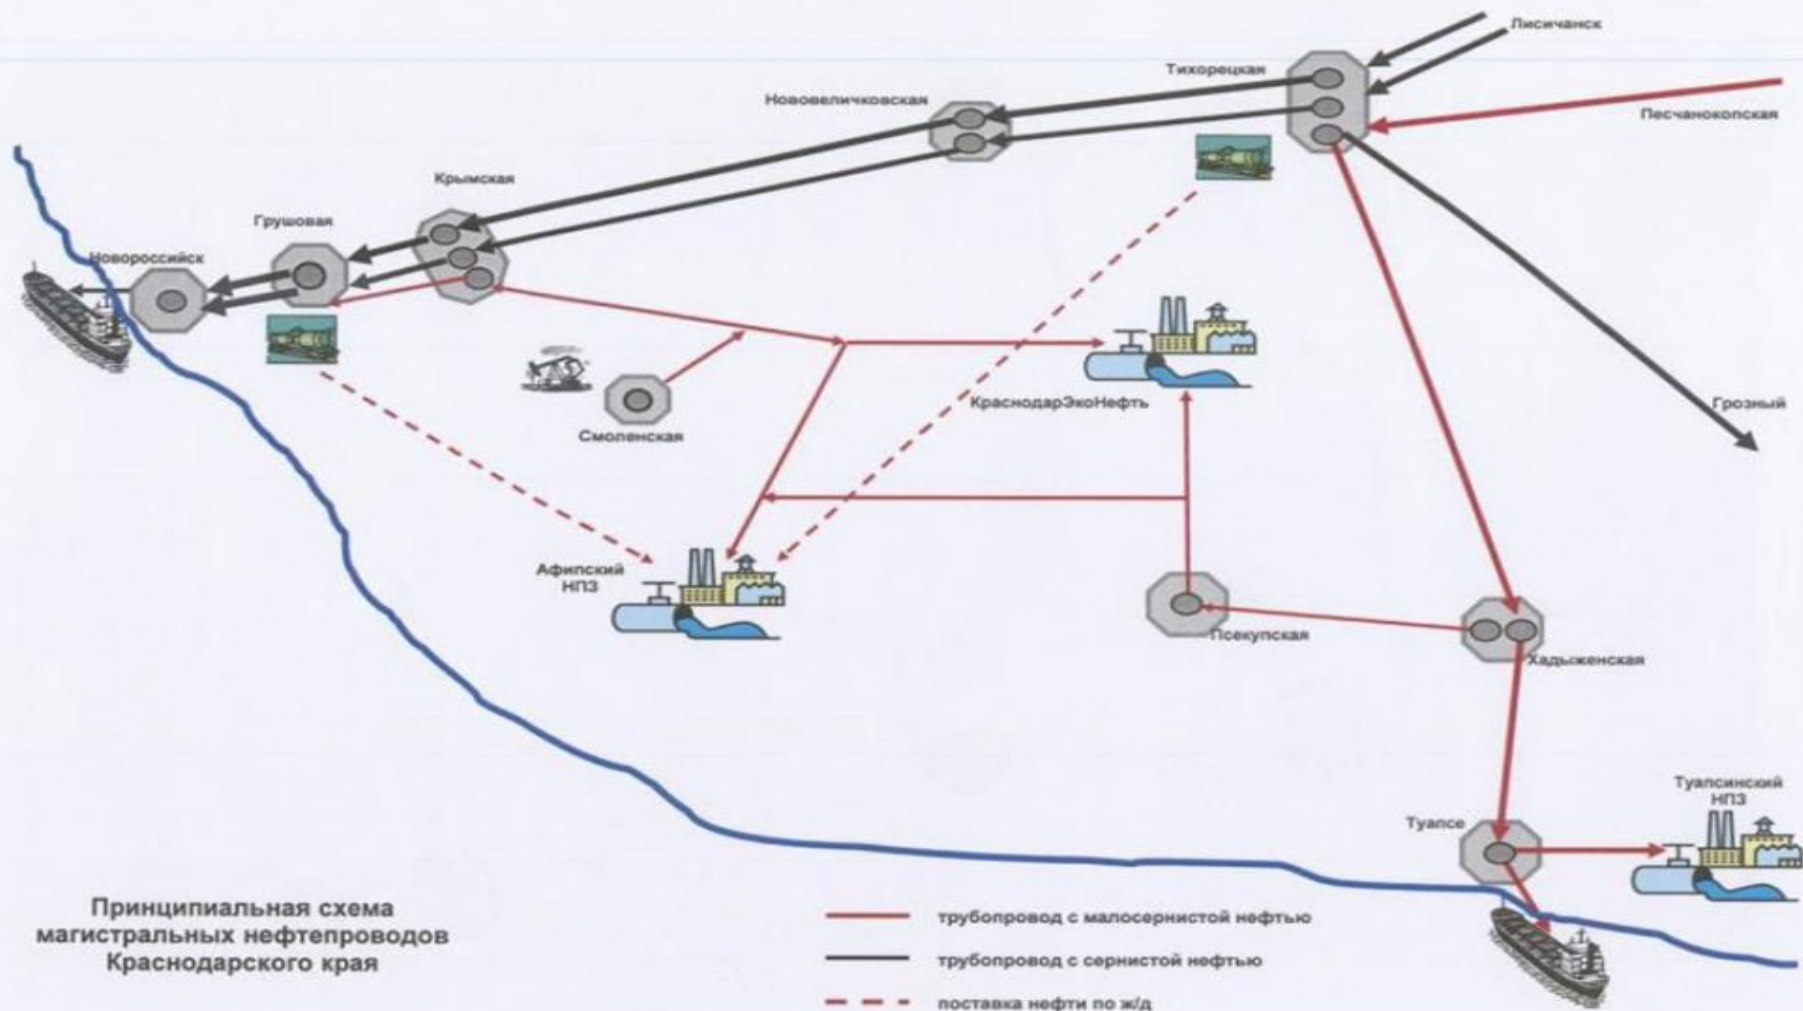 Лисичанск
Тихорецкая
Нововеличковская
Песчанокопская
Крымская
Грушовая
Новороссийск
КраснодарЭкоНефть
Грозный
Смоленская
Афипский
НПЗ
Псекупская
Хадыженская
Туапсинский
НПЗ
Туапсе
Принципиальная схема
магистральных нефтепроводов
Краснодарского края
трубопровод с малосернистой нефтью
трубопровод с сернистой нефтью
поставка нефти по ж/д